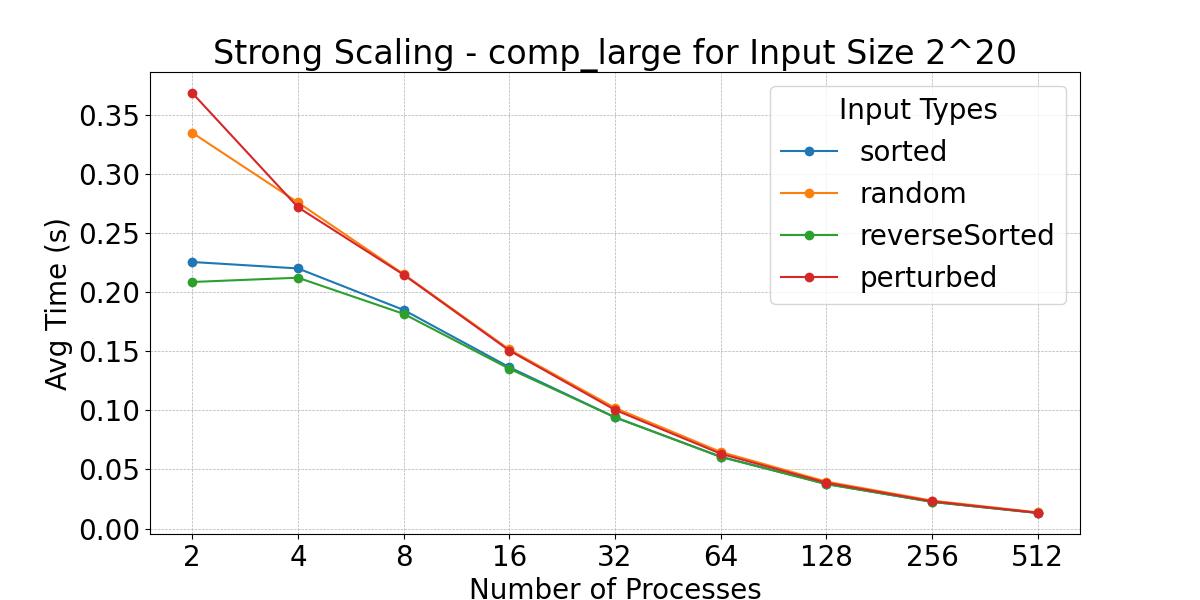 Strong Scaling - comp_large for Input Size 2^20
Avg Time (s)
0.35
0.30
0.25
0.20
0.15
0.10
0.05
0.00
Input Types
sorted
random
reverseSorted
perturbed
2 4 8 16 32 64 128 256 512
Number of Processes